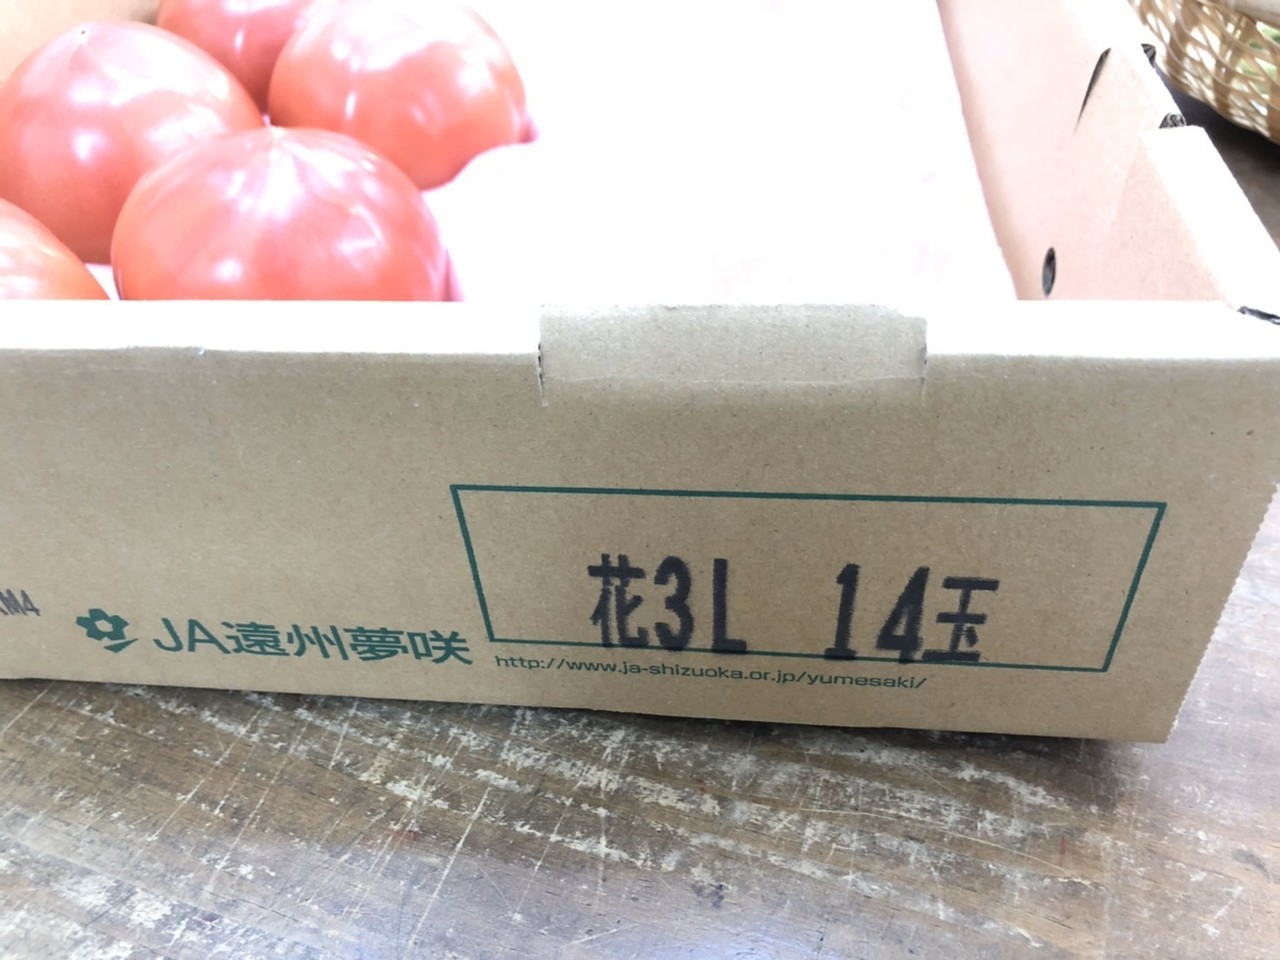 花3L 14玉
M4
JA遠州夢咲
http://www.ja-shizuoka.or.jp/yumesaki/